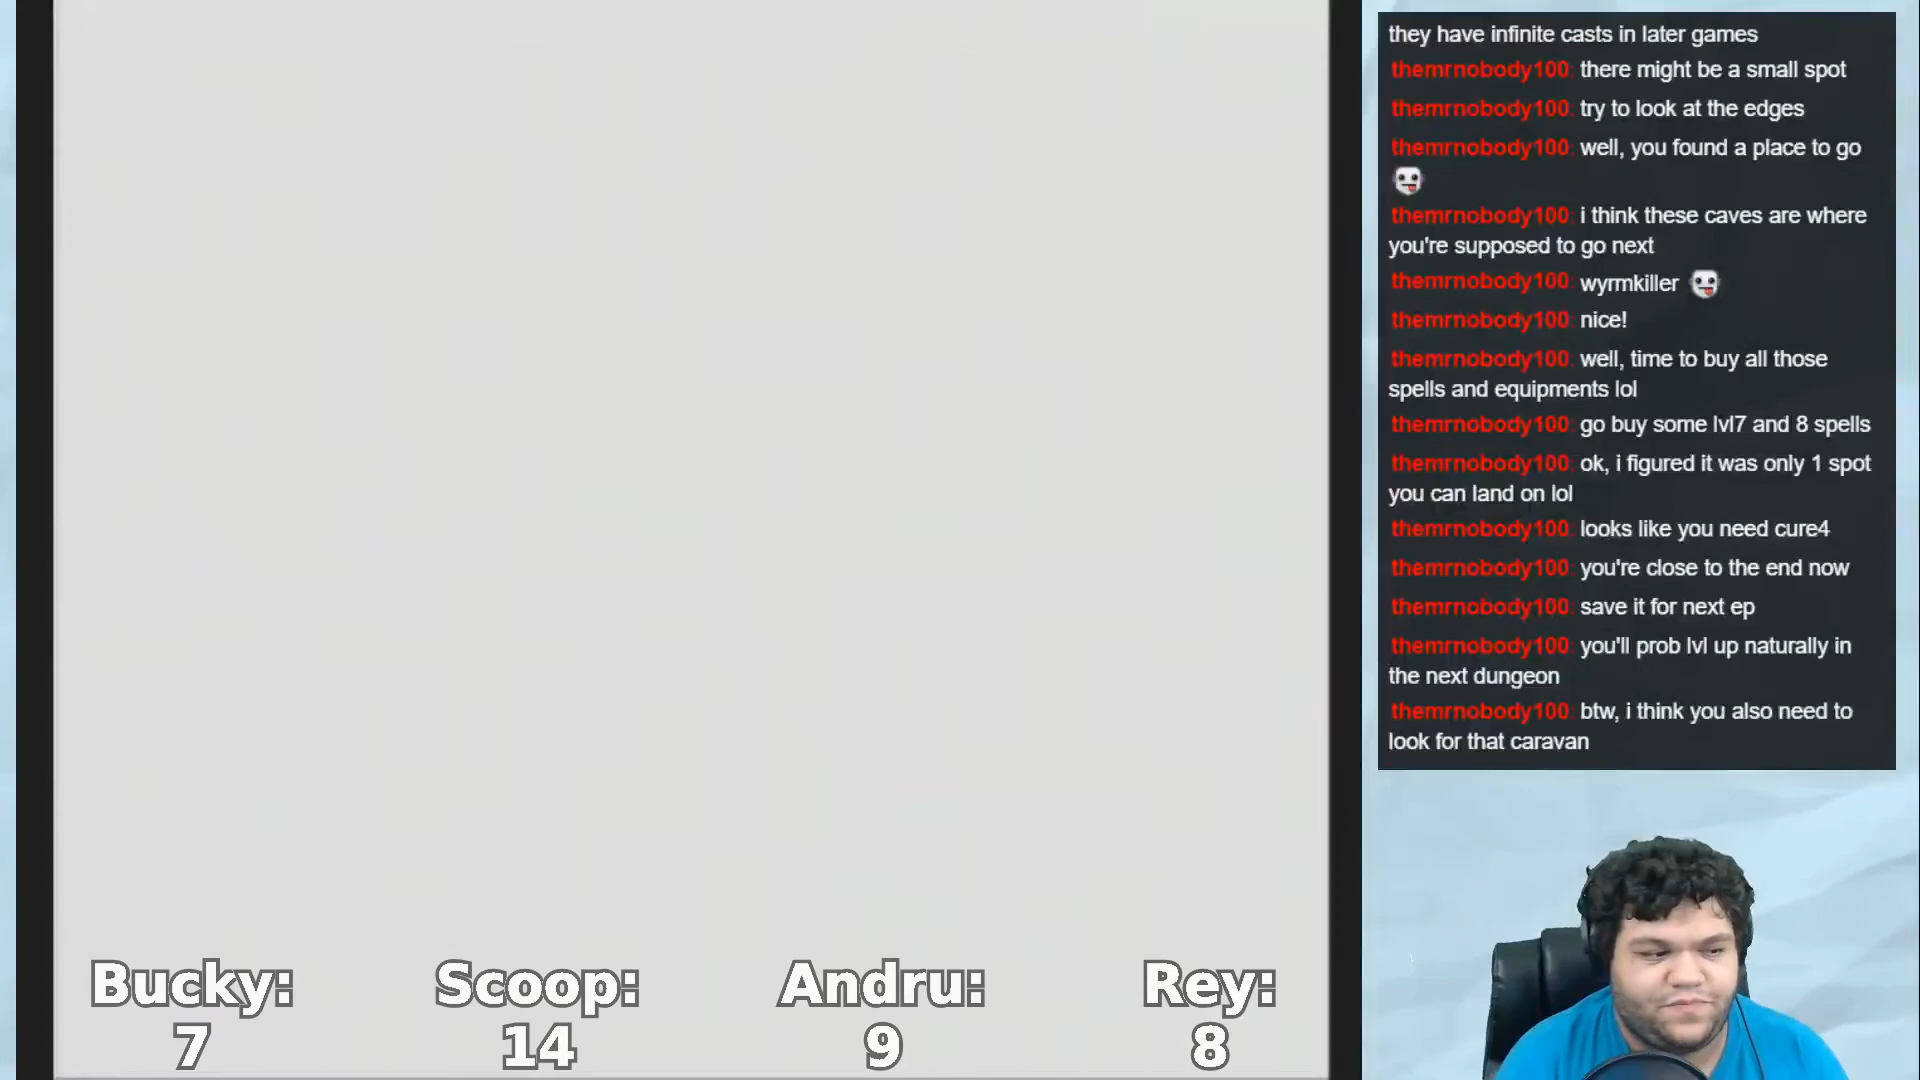 they have infinite casts in later games
themrnobody100: there might be a small spot
themrnobody100: try to look at the edges
themrnobody100: well, you found a place to go
themrnobody100: i think these caves are where
you're supposed to go next
themrnobody100: wyrmkiller
themrnobody100: nice!
themrnobody100: well, time to buy all those
spells and equipments lol
themrnobody100: go buy some lvl7 and 8 spells
themrnobody100: ok, i figured it was only 1 spot
you can land on lol
themrnobody100: looks like you need cure4
themrnobody100: you're close to the end now
themrnobody100: save it for next ep
themrnobody100: you'll prob lvl up naturally in
the next dungeon
themrnobody100: btw, i think you also need to
look for that caravan
Bucky: Scoop: Andru: Rey:
7 14 9 8